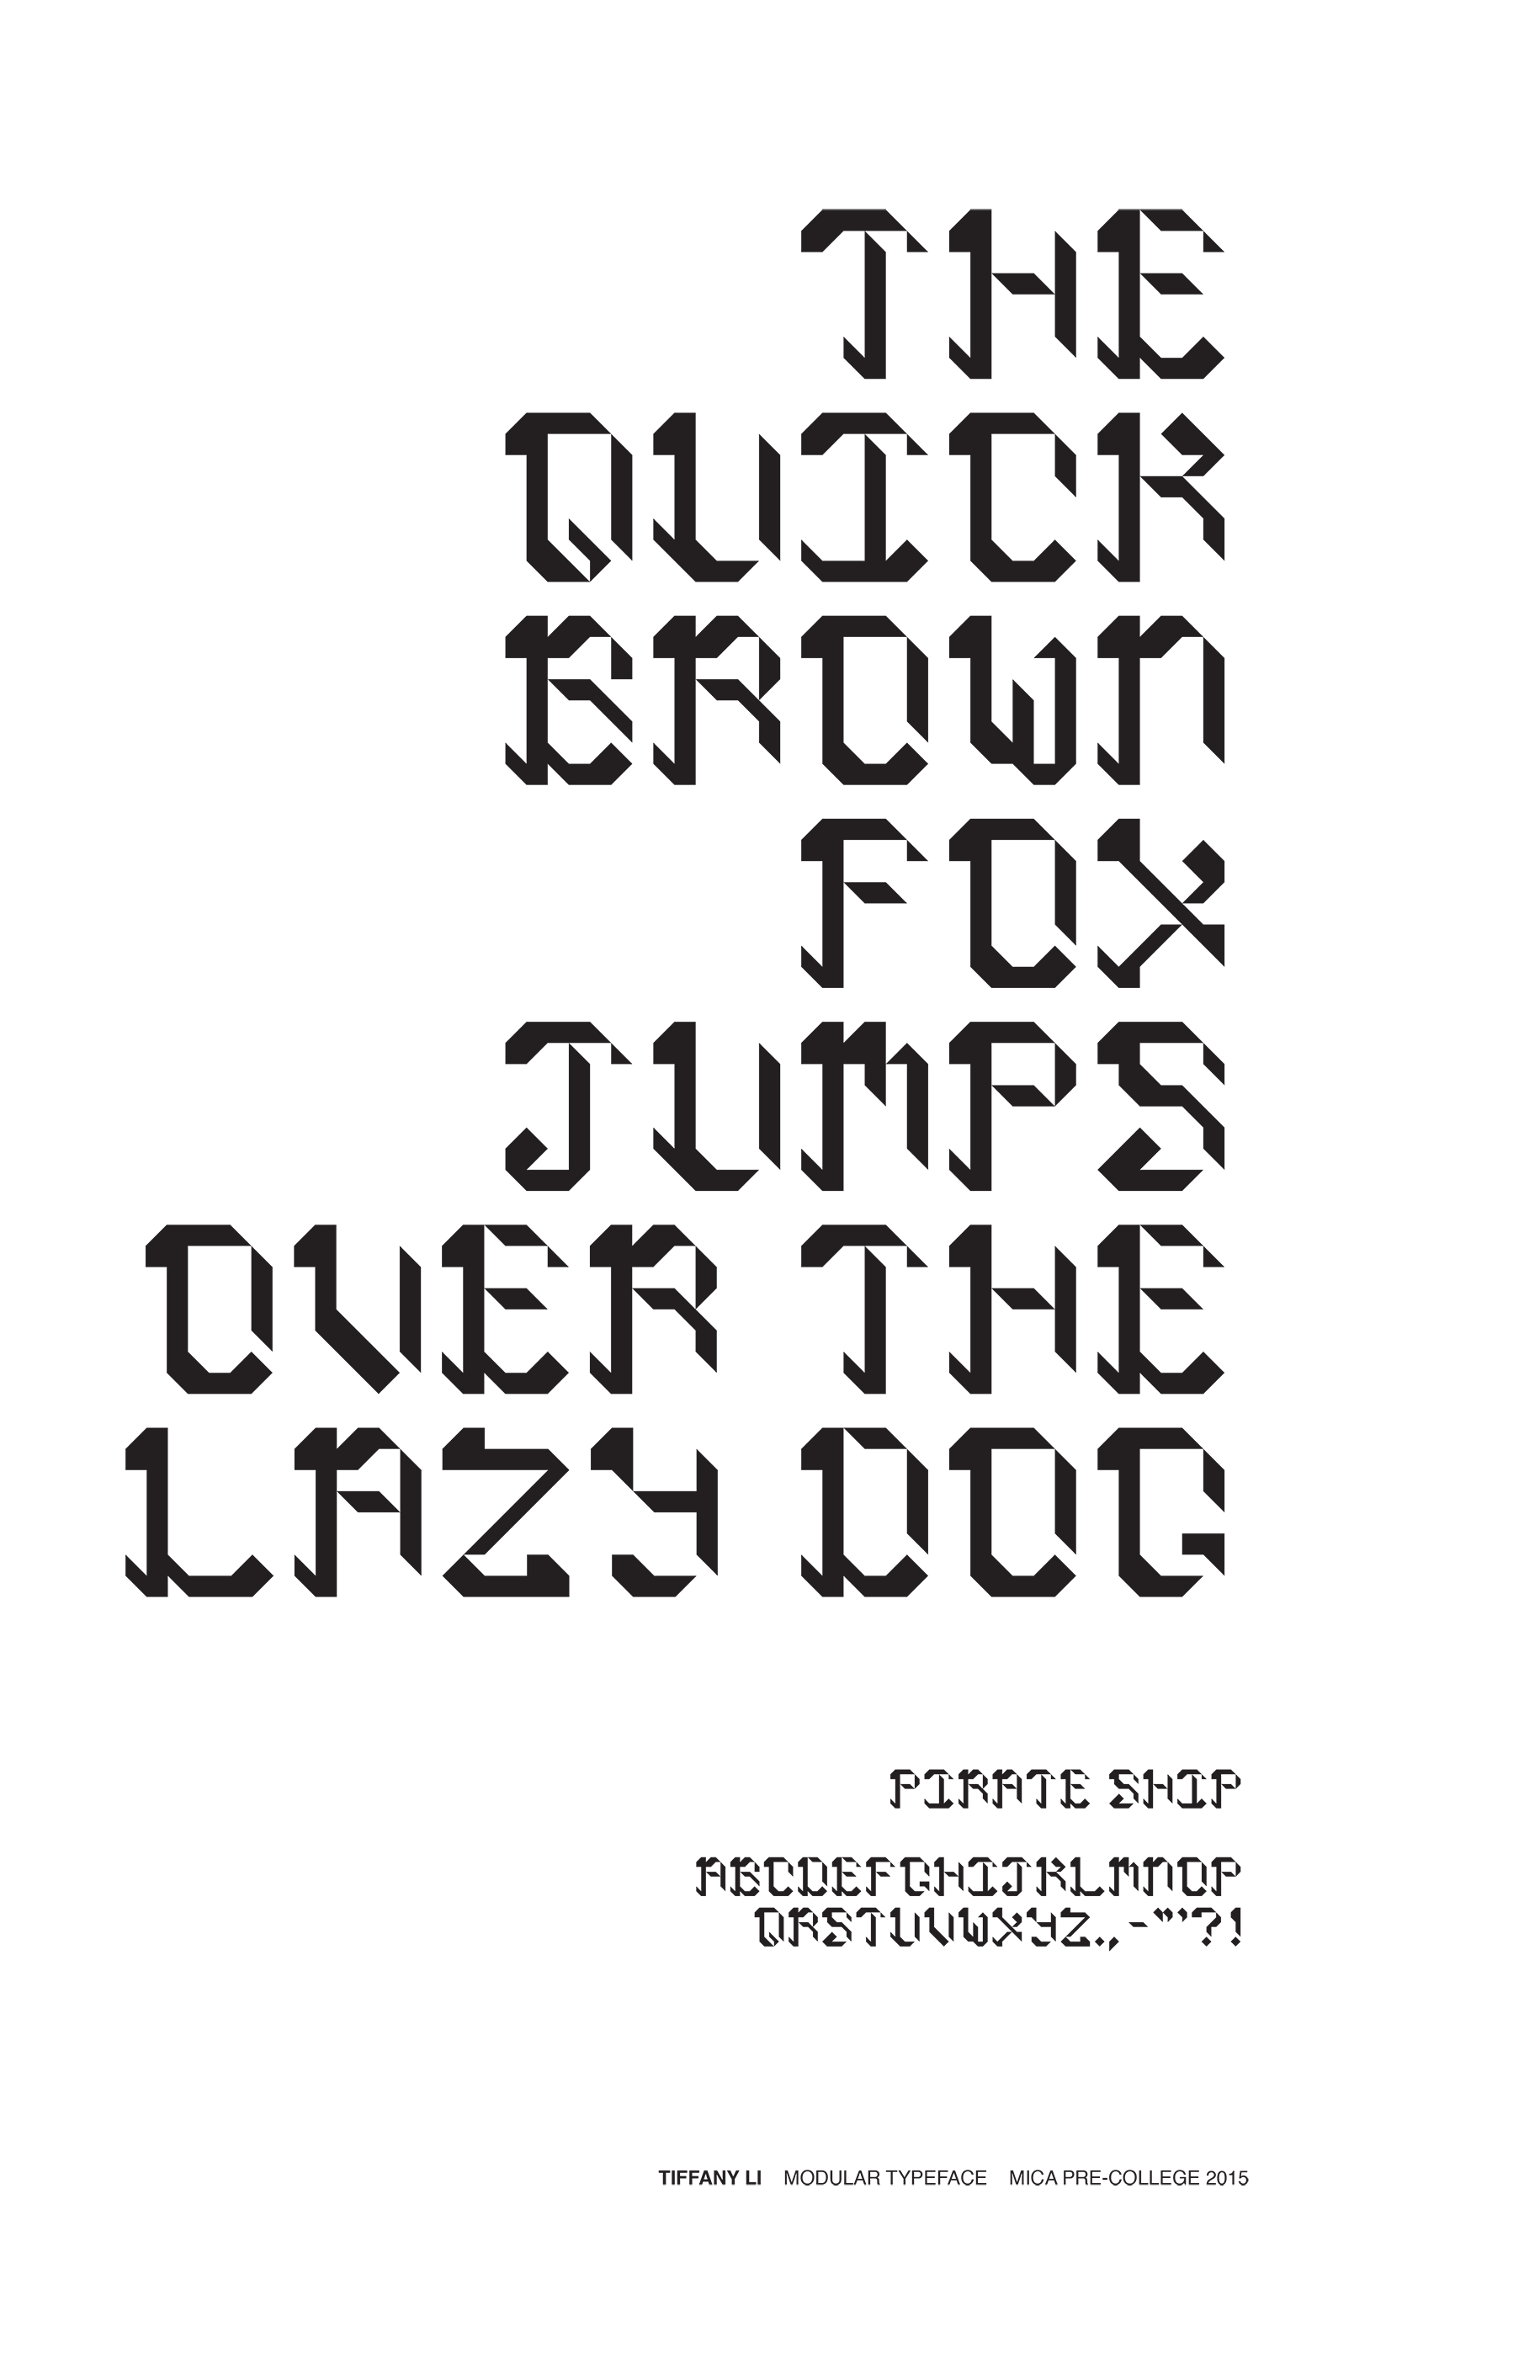 THE
QUICK
BROWN
FOX
JUMPS
OVER THE
LAZY DOG
PIRATE SHIP
ABCDEFGHIJKLMNOP
QRSTUVWXYZ.,-“”?!
TIFFANY LI MODULAR TYPEFACE MICA PRE-COLLEGE 2015